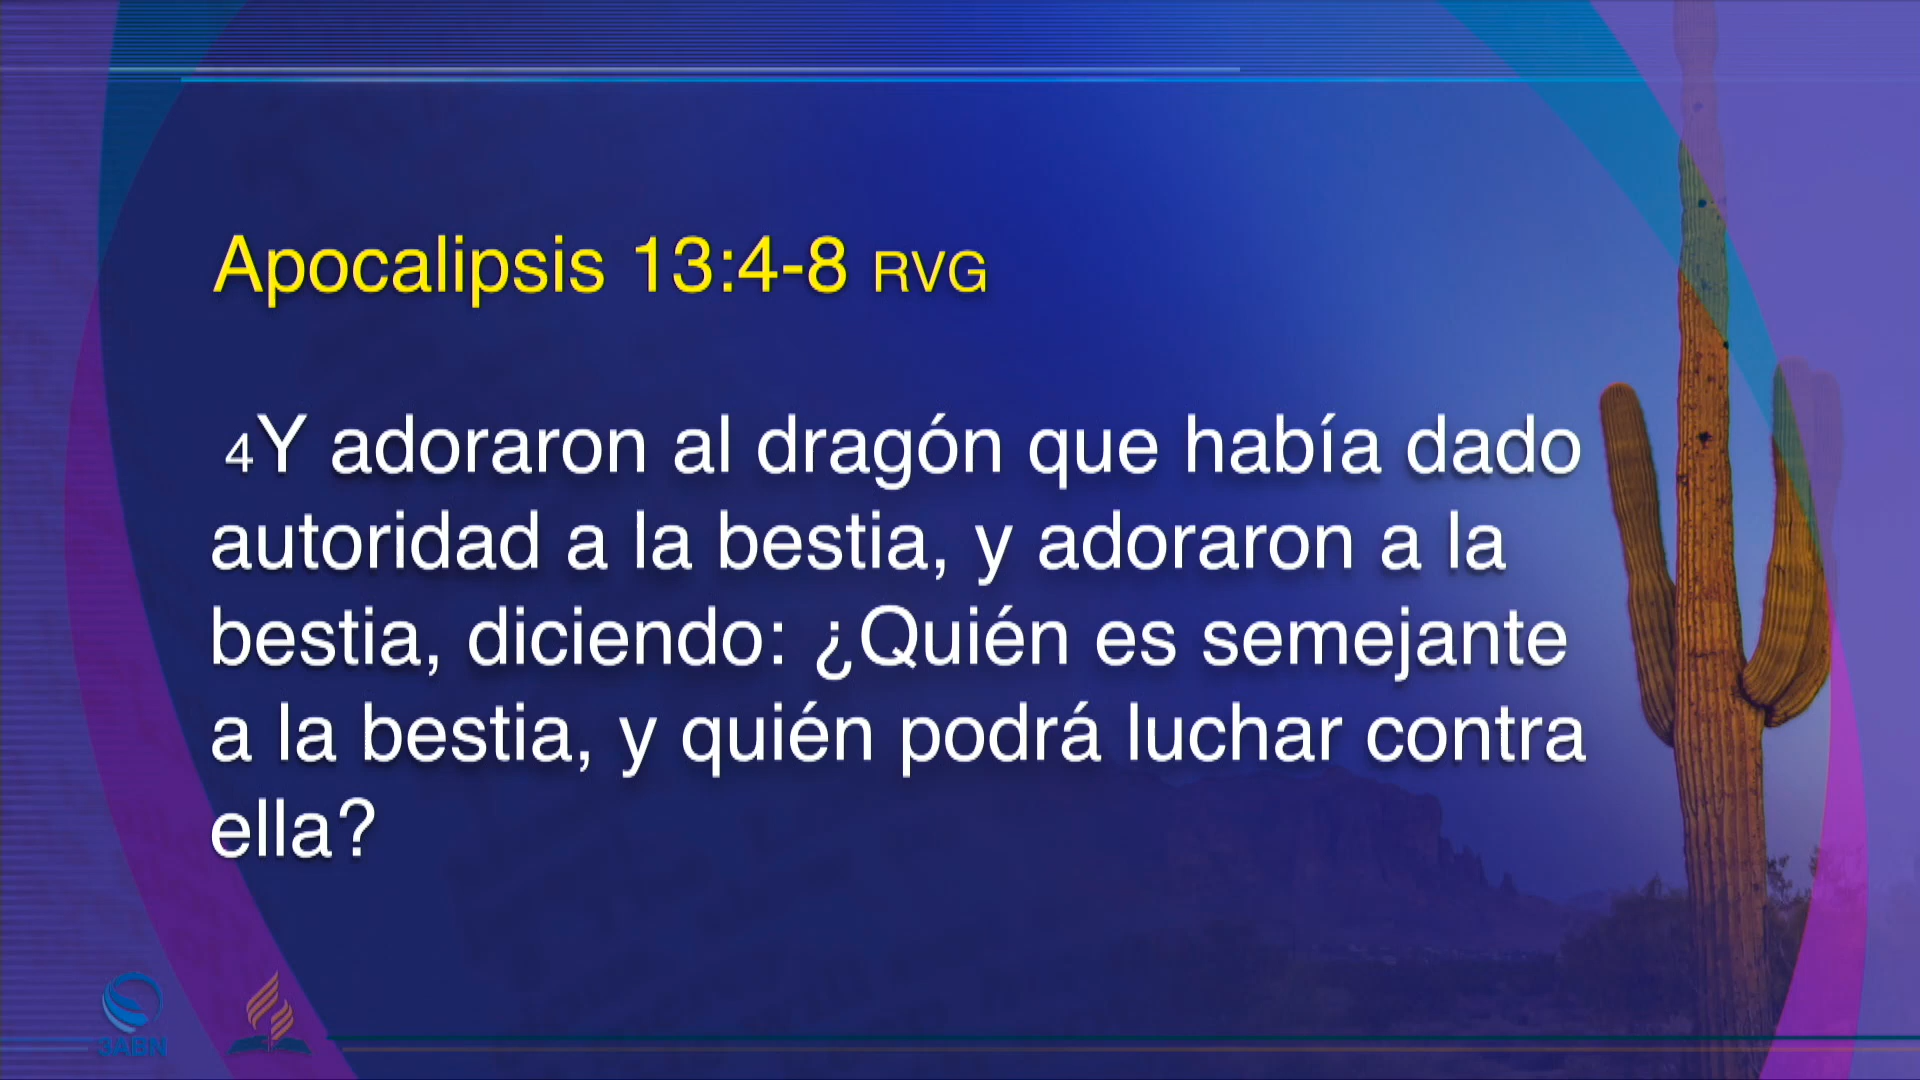 Apocalipsis 13:4-8 RVG
4Y adoraron al dragón que había dado
autoridad a la bestia, y adoraron a la
bestia, diciendo: ¿Quién es semejante
a la bestia, y quién podrá luchar contra
ella?
3ABN